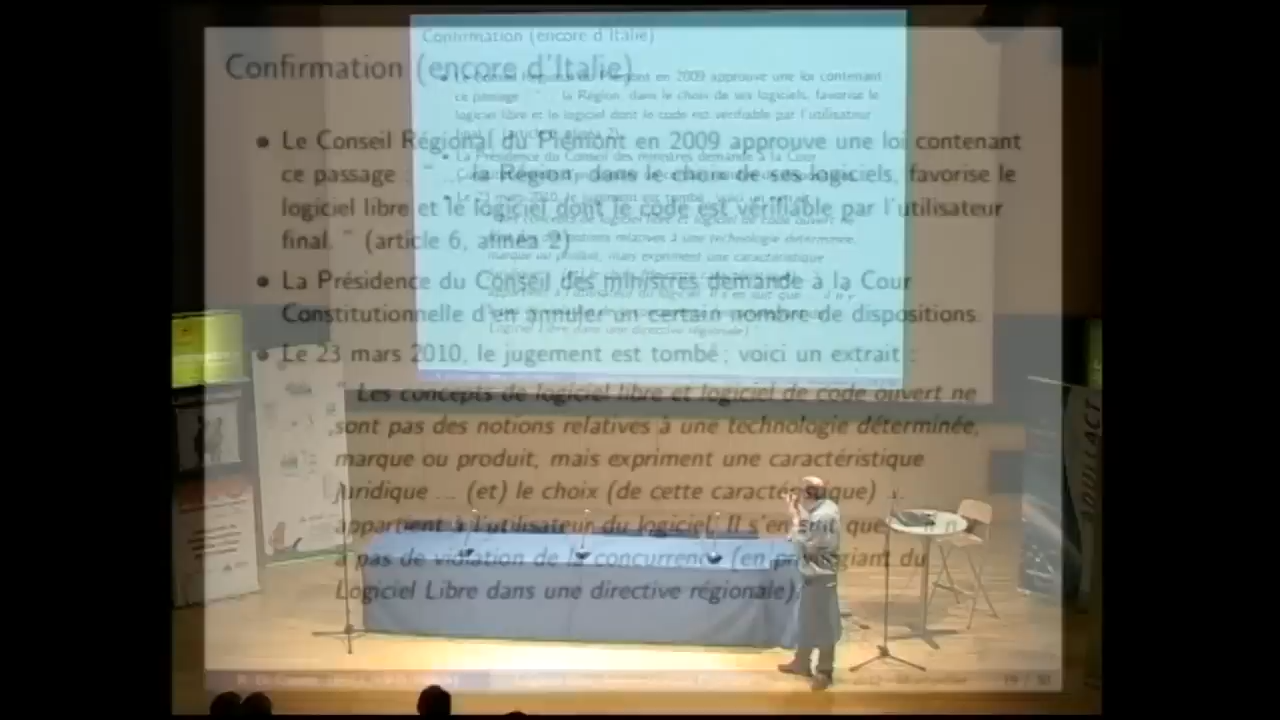 Confirmation (encore d'Italie)
Le Conseil Régional du Piémont en 2009 approuve une loi contenant
ce passage : " ... la Région, dans le choix de ses logiciels, favorise le
logiciel libre et le logiciel dont le code est vérifiable par l'utilisateur
final. " (article 6, alinéa 2)
La Présidence du Conseil des ministres demande à la Cour
Constitutionnelle d'en annuler un certain nombre de dispositions
Le 23 mars 2010, le jugement est tombé ; voici un extrait :
" Les concepts de logiciel libre et logiciel de code ouvert ne
sont pas des notions relatives à une technologie déterminée,
marque ou produit, mais expriment une caractéristique
juridique ... (et) le choix (de cette caractéristique) ...
appartient à l'utilisateur du logiciel. Il s'en suit que ... il n'y
a pas de violation de la concurrence (en privilégiant du
Logiciel Libre dans une directive régionale)
19 / 30
ADULLACT